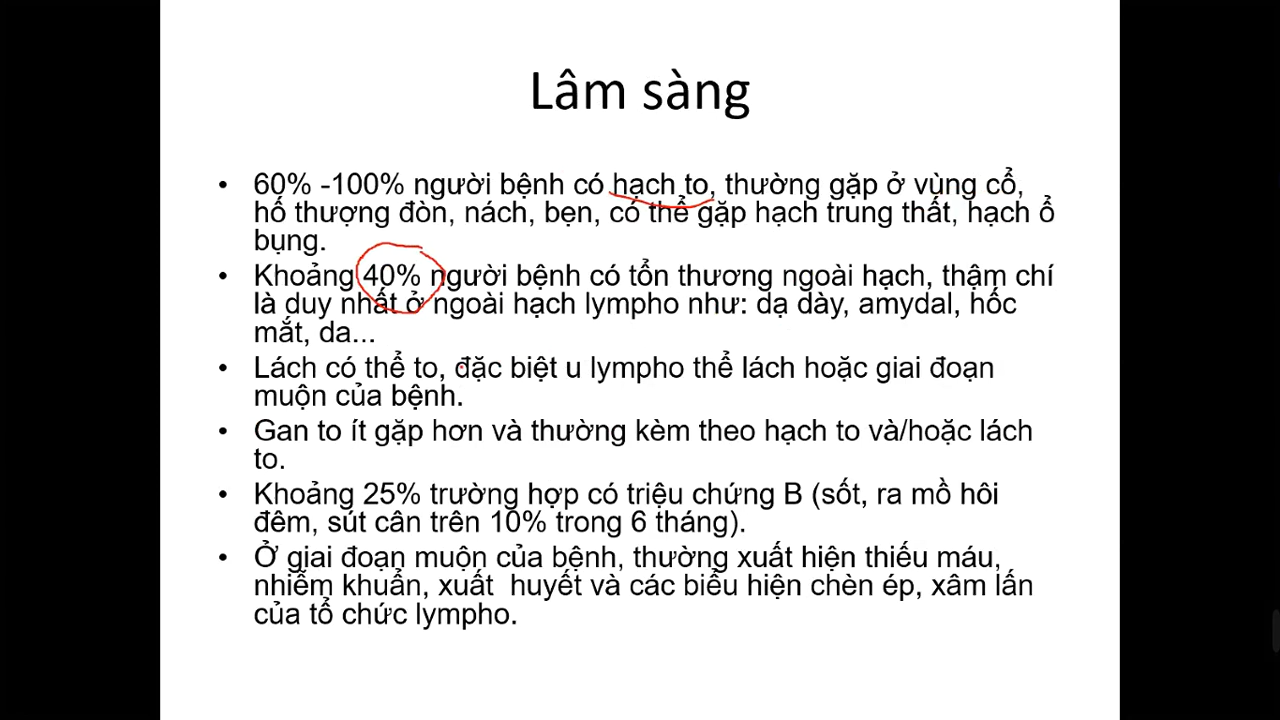 Lâm sàng
• 60% -100% người bệnh có hạch to, thường gặp ở vùng cổ,
hố thượng đòn, nách, bẹn, có thể gặp hạch trung thất, hạch ổ
bụng.
• Khoảng 40% người bệnh có tổn thương ngoài hạch, thậm chí
là duy nhất ở ngoài hạch lympho như: dạ dày, amydal, hốc
mắt, da...
• Lách có thể to, đặc biệt u lympho thể lách hoặc giai đoạn
muộn của bệnh.
• Gan to ít gặp hơn và thường kèm theo hạch to và/hoặc lách
to.
• Khoảng 25% trường hợp có triệu chứng B (sốt, ra mồ hôi
đêm, sút cân trên 10% trong 6 tháng).
• Ở giai đoạn muộn của bệnh, thường xuất hiện thiếu máu,
nhiễm khuẩn, xuất  huyết và các biểu hiện chèn ép, xâm lấn
của tổ chức lympho.